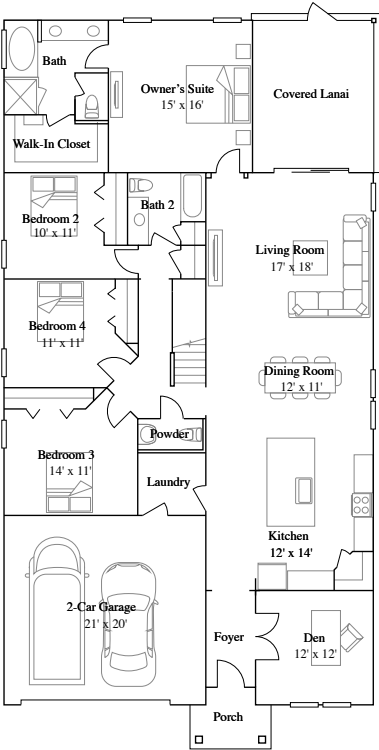 Bath
Owner's Suite
15' x 16'
Covered Lanai
Walk-In Closet
Bedroom 2
10' x 11'
Bath 2
Living Room
17' x 18'
Bedroom 4
11' x 11'
Dining Room
12' x 11'
Powder
Bedroom 3
14' x 11'
Laundry
Kitchen
12' x 14'
2-Car Garage
21' x 20'
Foyer
Den
12' x 12'
Porch